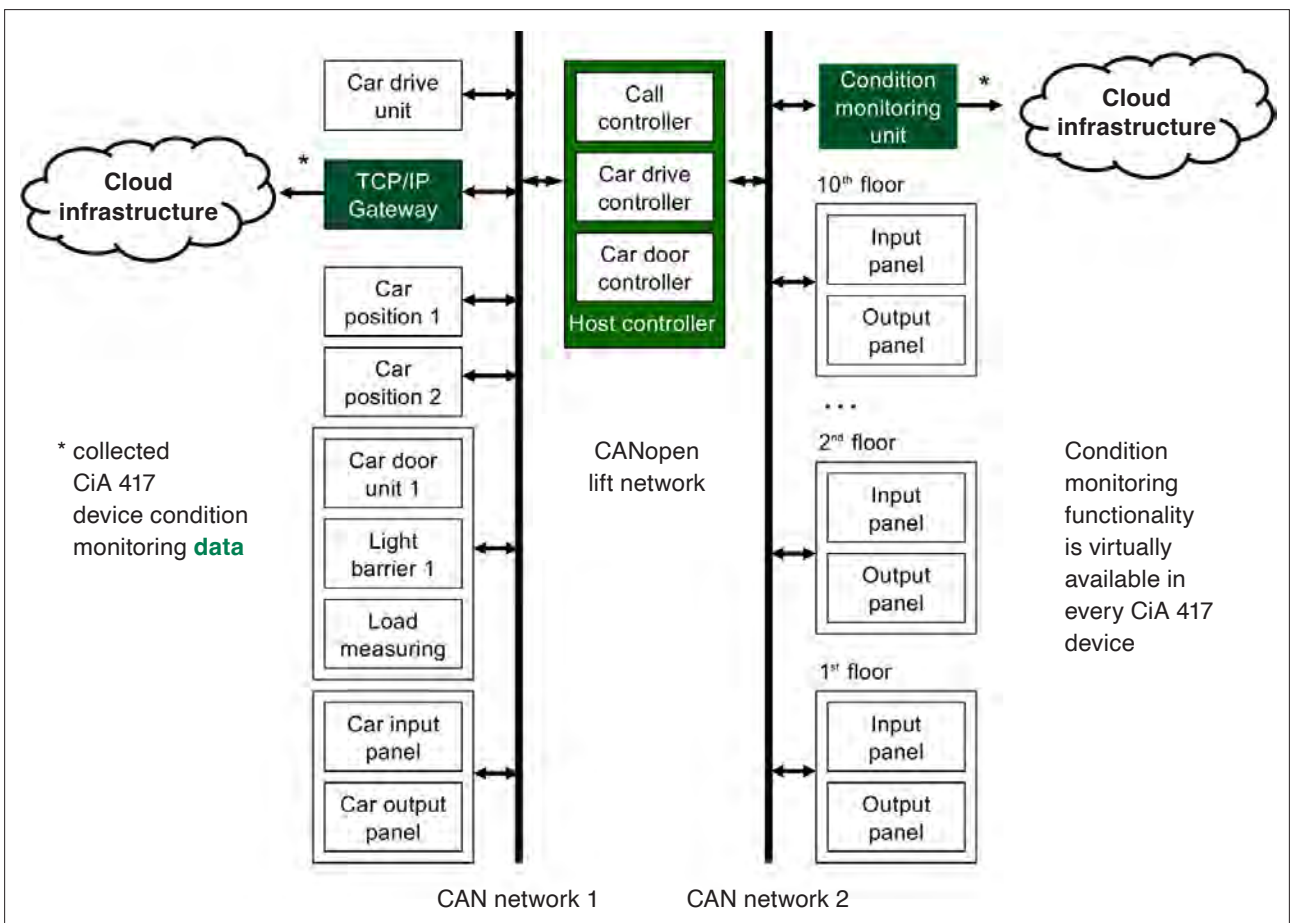 Car drive
unit
*
Cloud
infrastructure
TCP/IP
Gateway
Car
position 1
Car
position 2
* collected
CiA 417
device condition
monitoring data
Car door
unit 1
Light
barrier 1
Load
measuring
Car input
panel
Car output
panel
Call
controller
Car drive
controller
Car door
controller
Host controller
CANopen
lift network
Condition
monitoring
unit
*
Cloud
infrastructure
10th floor
Input
panel
Output
panel
...
2nd floor
Input
panel
Output
panel
1st floor
Input
panel
Output
panel
Condition
monitoring
functionality
is virtually
available in
every CiA 417
device
CAN network 1
CAN network 2